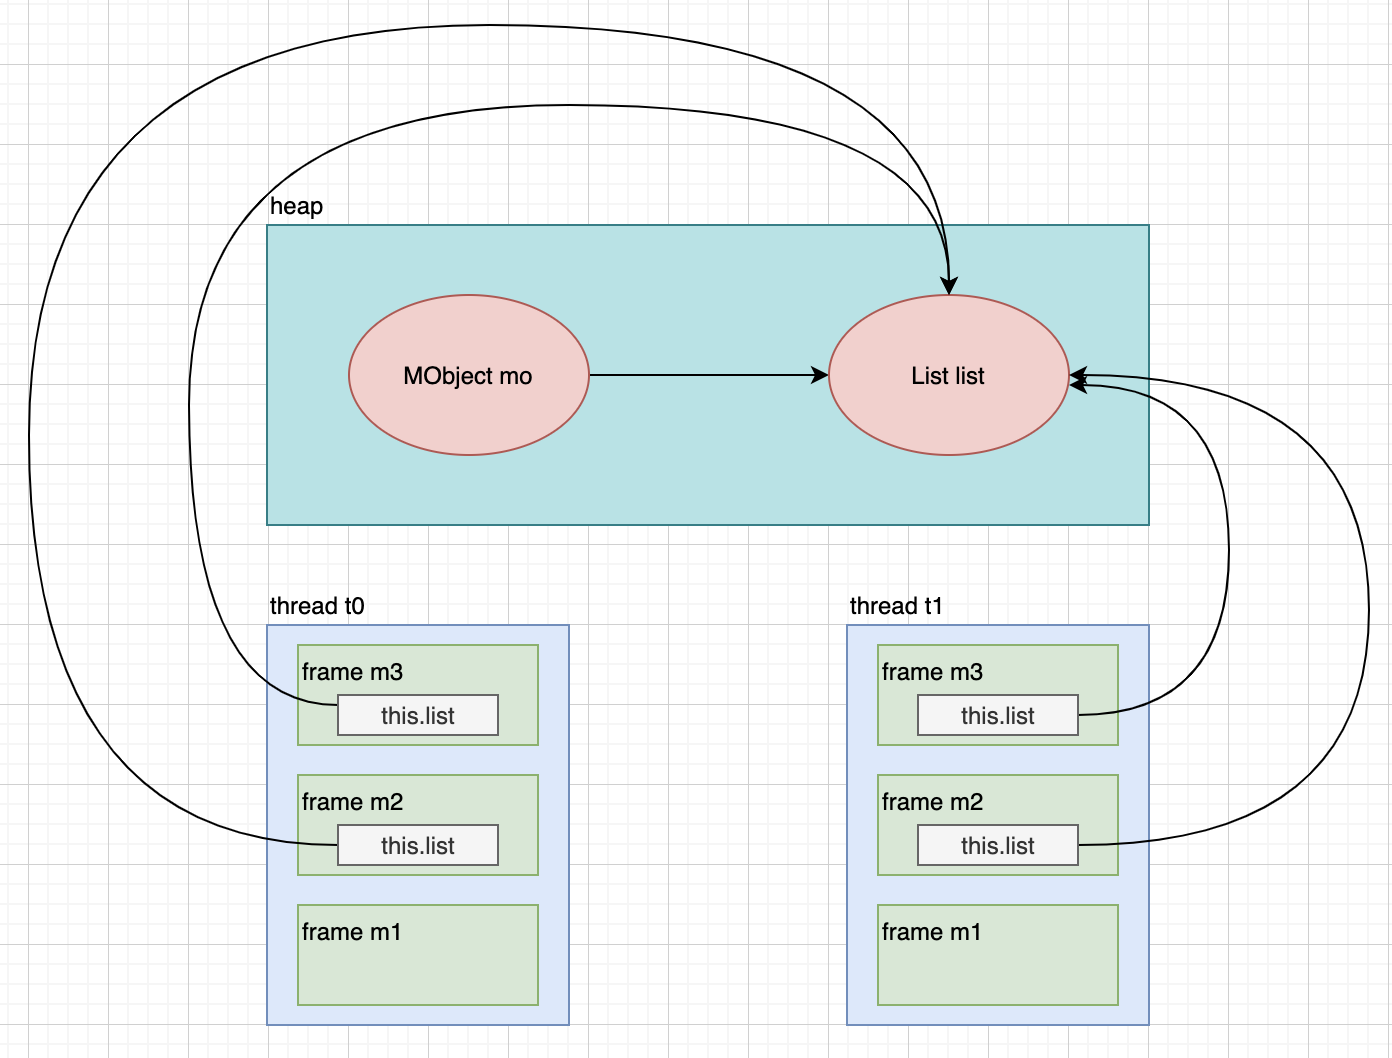 heap
MObject mo
List list
thread t0
frame m3
this.list
frame m2
this.list
frame m1
thread t1
frame m3
this.list
frame m2
this.list
frame m1